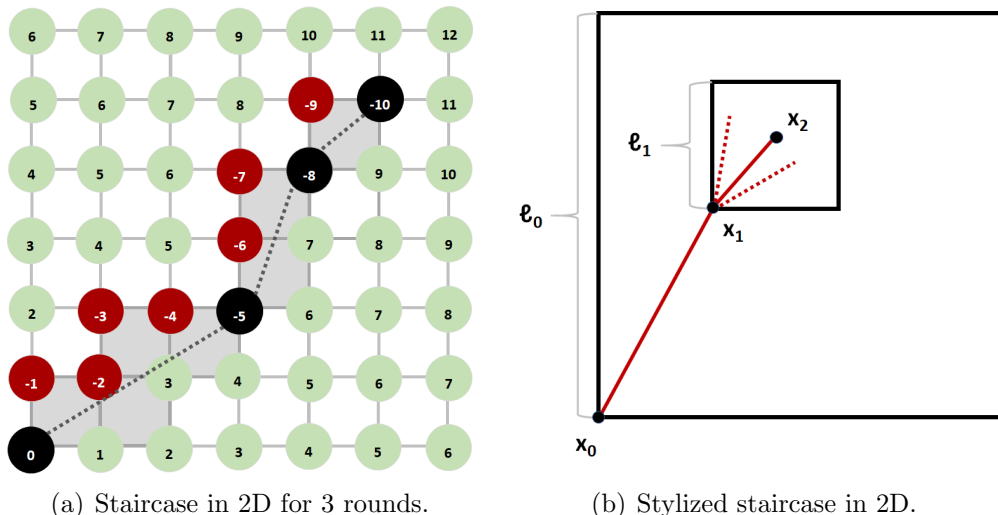 6 7 8 9 10 11 12
5 6 7 8 -9 -10 11
4 5 6 -7 -8 9 10
3 4 5 -6 7 8 9
2 -3 -4 -5 6 7 8
-1 -2 3 4 5 6 7
0 1 2 3 4 5 6
(a) Staircase in 2D for 3 rounds.
x2
ℓ1
ℓ0
x1
x0
(b) Stylized staircase in 2D.